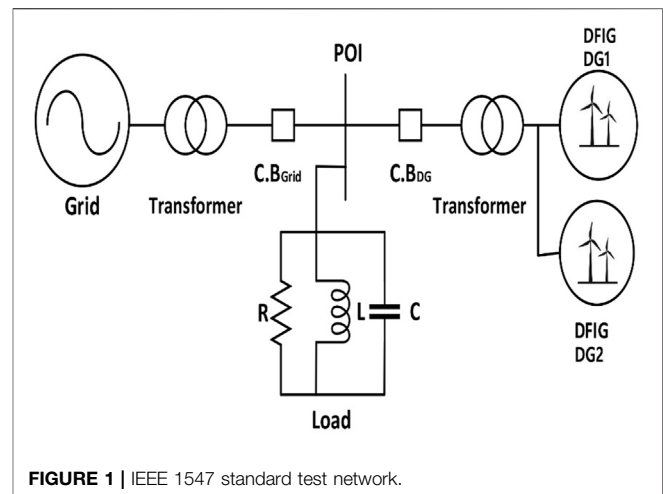 DFIG
DG1
POI
C.BGrid
C.BDG
Grid
Transformer
Transformer
R
L
C
DFIG
DG2
Load
FIGURE 1 | IEEE 1547 standard test network.